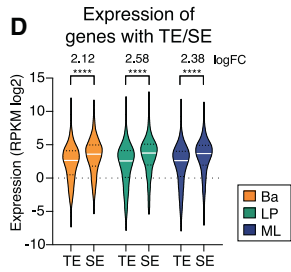 D
Expression of
genes with TE/SE
2.12 2.58 2.38 logFC
**** **** ****
Expression (RPKM log2)
15
10
5
0
-5
-10
TE SE TE SE TE SE
Ba
LP
ML